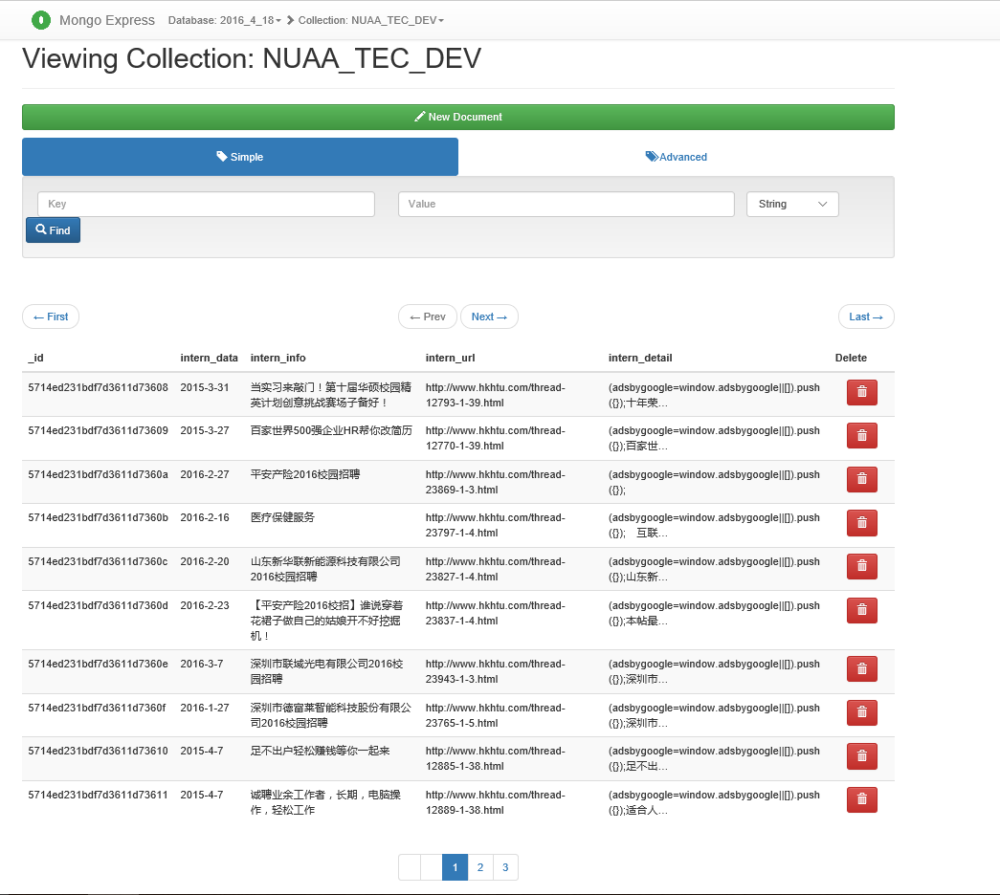 Mongo Express Database: 2016_4_18 Collection: NUAA_TEC_DEV
Viewing Collection: NUAA_TEC_DEV
New Document
Simple Advanced
Key Value String
Find
← First ← Prev Next → Last →
_id intern_data intern_info intern_url intern_detail Delete
5714ed231bdf7d3611d73608 2015-3-31 当实习来敲门！第十届华硕校园精 http://www.hkhtu.com/thread- (adsbygoogle=window.adsbygoogle||[]).push
英计划创意挑战赛场子备好！ 12793-1-39.html ({});十年荣...
5714ed231bdf7d3611d73609 2015-3-27 百家世界500强企业HR帮你改简历 http://www.hkhtu.com/thread- (adsbygoogle=window.adsbygoogle||[]).push
12770-1-39.html ({});百家世...
5714ed231bdf7d3611d7360a 2016-2-27 平安产险2016校园招聘 http://www.hkhtu.com/thread- (adsbygoogle=window.adsbygoogle||[]).push
23869-1-3.html ({});
5714ed231bdf7d3611d7360b 2016-2-16 医疗保健服务 http://www.hkhtu.com/thread- (adsbygoogle=window.adsbygoogle||[]).push
23797-1-4.html ({}); 互联...
5714ed231bdf7d3611d7360c 2016-2-20 山东新华联新能源科技有限公司 http://www.hkhtu.com/thread- (adsbygoogle=window.adsbygoogle||[]).push
2016校园招聘 23827-1-4.html ({});山东新...
5714ed231bdf7d3611d7360d 2016-2-23 【平安产险2016校招】谁说穿着 http://www.hkhtu.com/thread- (adsbygoogle=window.adsbygoogle||[]).push
花裙子做自己的姑娘开不好挖掘 23837-1-4.html ({});本帖最...
机！
5714ed231bdf7d3611d7360e 2016-3-7 深圳市联域光电有限公司2016校 http://www.hkhtu.com/thread- (adsbygoogle=window.adsbygoogle||[]).push
园招聘 23943-1-3.html ({});深圳市...
5714ed231bdf7d3611d7360f 2016-1-27 深圳市德富莱智能科技股份有限公 http://www.hkhtu.com/thread- (adsbygoogle=window.adsbygoogle||[]).push
司2016校园招聘 23765-1-5.html ({});深圳市...
5714ed231bdf7d3611d73610 2015-4-7 足不出户轻松赚钱等你一起来 http://www.hkhtu.com/thread- (adsbygoogle=window.adsbygoogle||[]).push
12885-1-38.html ({});足不出...
5714ed231bdf7d3611d73611 2015-4-7 诚聘业余工作者，长期，电脑操 http://www.hkhtu.com/thread- (adsbygoogle=window.adsbygoogle||[]).push
作，轻松工作 12889-1-38.html ({});适合人...
1 2 3